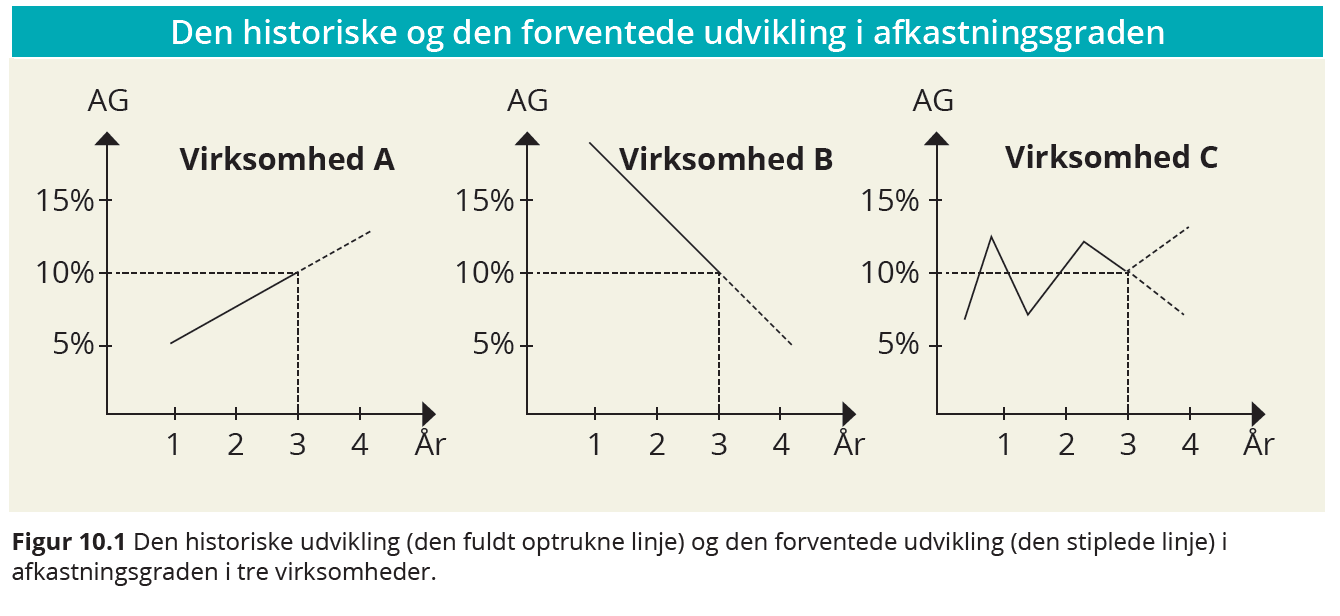 Den historiske og den forventede udvikling i afkastningsgraden
AG
Virksomhed A
15%
10%
5%
1 2 3 4 År
AG
Virksomhed B
15%
10%
5%
1 2 3 4 År
AG
Virksomhed C
15%
10%
5%
1 2 3 4 År
Figur 10.1 Den historiske udvikling (den fuldt optrukne linje) og den forventede udvikling (den stiplede linje) i
afkastningsgraden i tre virksomheder.